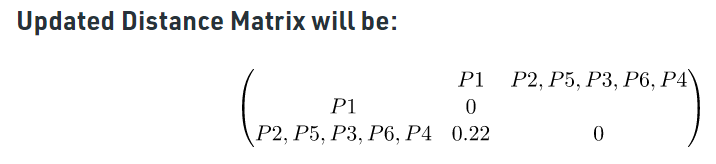 Updated Distance Matrix will be:
P1 P2, P5, P3, P6, P4
P1 0
P2, P5, P3, P6, P4 0.22 0